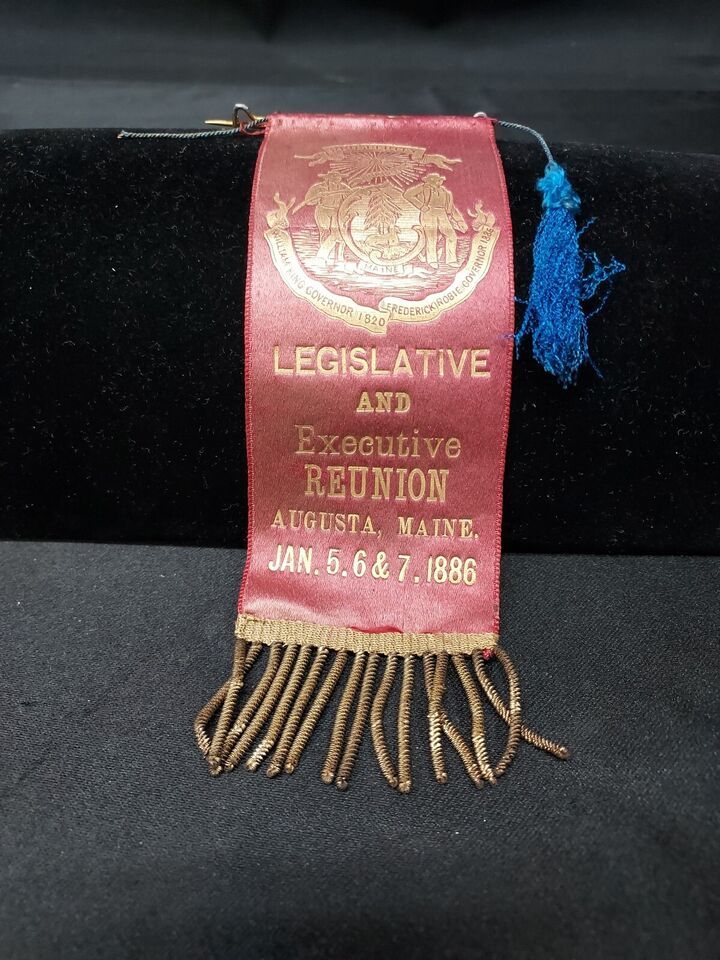 MAINE
WILLIAM KING GOVERNOR 1820
FREDERICK ROBIE GOVERNOR 1886
LEGISLATIVE
AND
Executive
REUNION
AUGUSTA, MAINE.
JAN. 5. 6 & 7. 1886